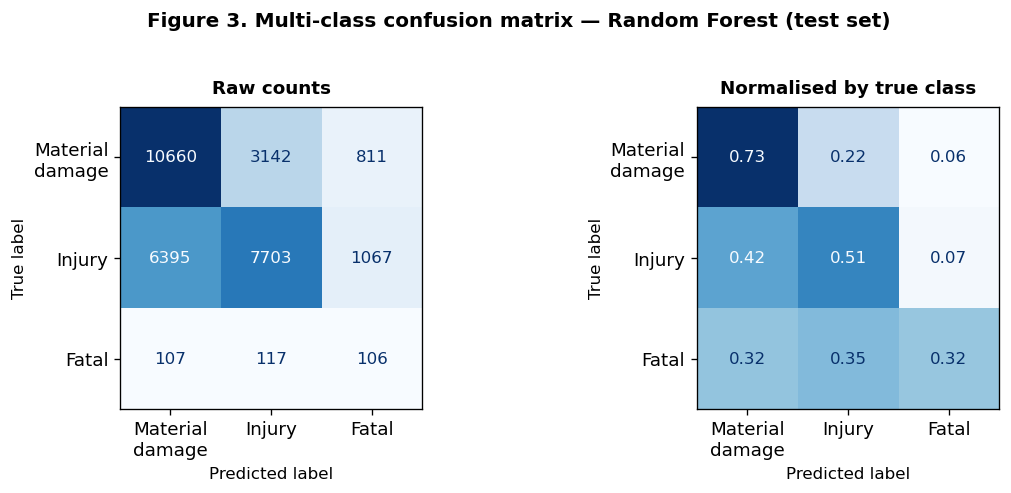 Figure 3. Multi-class confusion matrix — Random Forest (test set)
Raw counts
True label
Material
damage
10660 3142 811
Injury
6395 7703 1067
Fatal
107 117 106
Material
damage
Injury
Fatal
Predicted label
Normalised by true class
True label
Material
damage
0.73 0.22 0.06
Injury
0.42 0.51 0.07
Fatal
0.32 0.35 0.32
Material
damage
Injury
Fatal
Predicted label